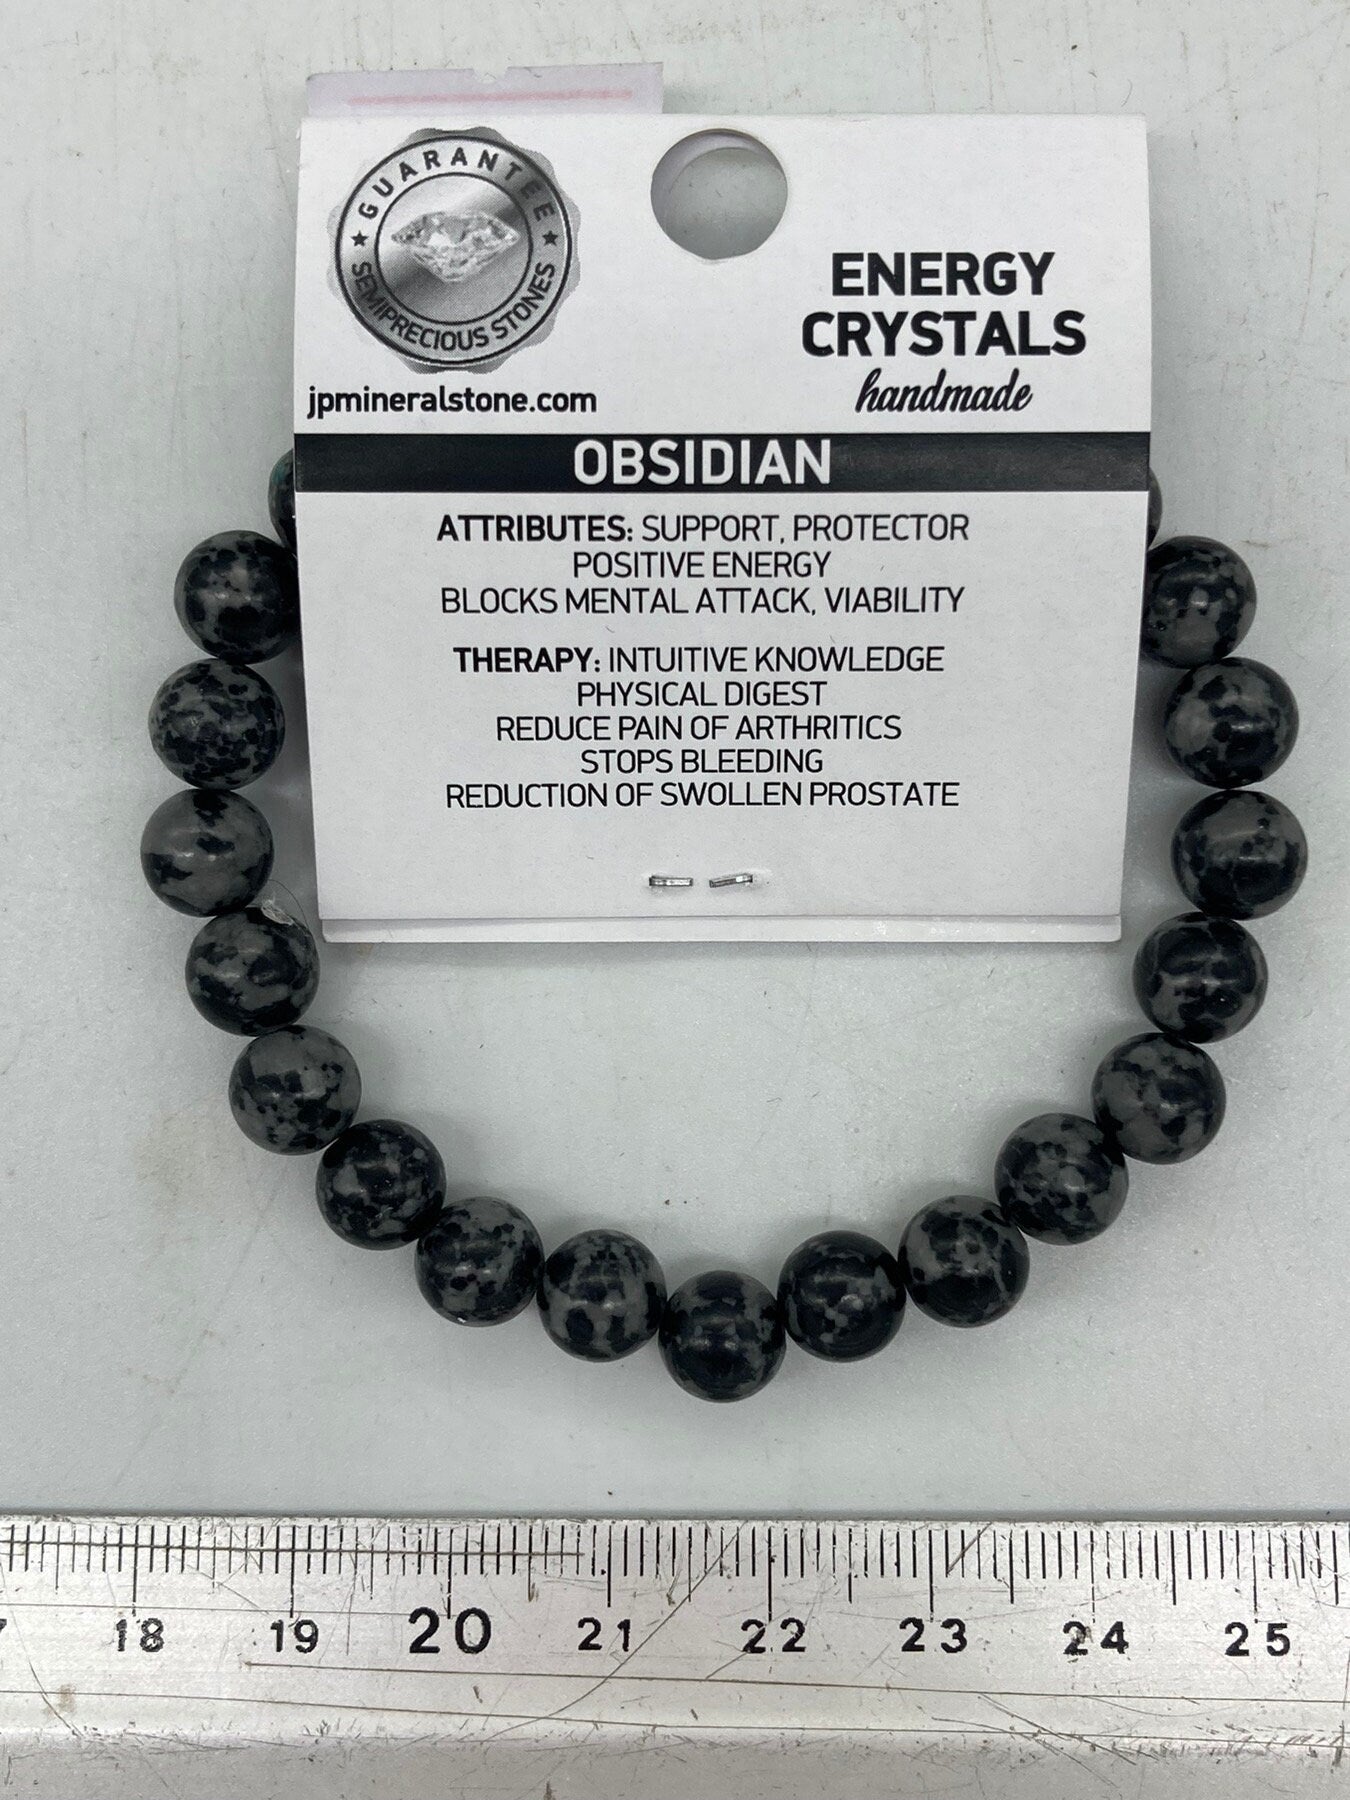 GUARANTEE
SEMIPRECIOUS STONES
jpmineralstone.com
ENERGY
CRYSTALS
handmade
OBSIDIAN
ATTRIBUTES: SUPPORT, PROTECTOR
POSITIVE ENERGY
BLOCKS MENTAL ATTACK, VIABILITY
THERAPY: INTUITIVE KNOWLEDGE
PHYSICAL DIGEST
REDUCE PAIN OF ARTHRITICS
STOPS BLEEDING
REDUCTION OF SWOLLEN PROSTATE
18 19 20 21 22 23 24 25